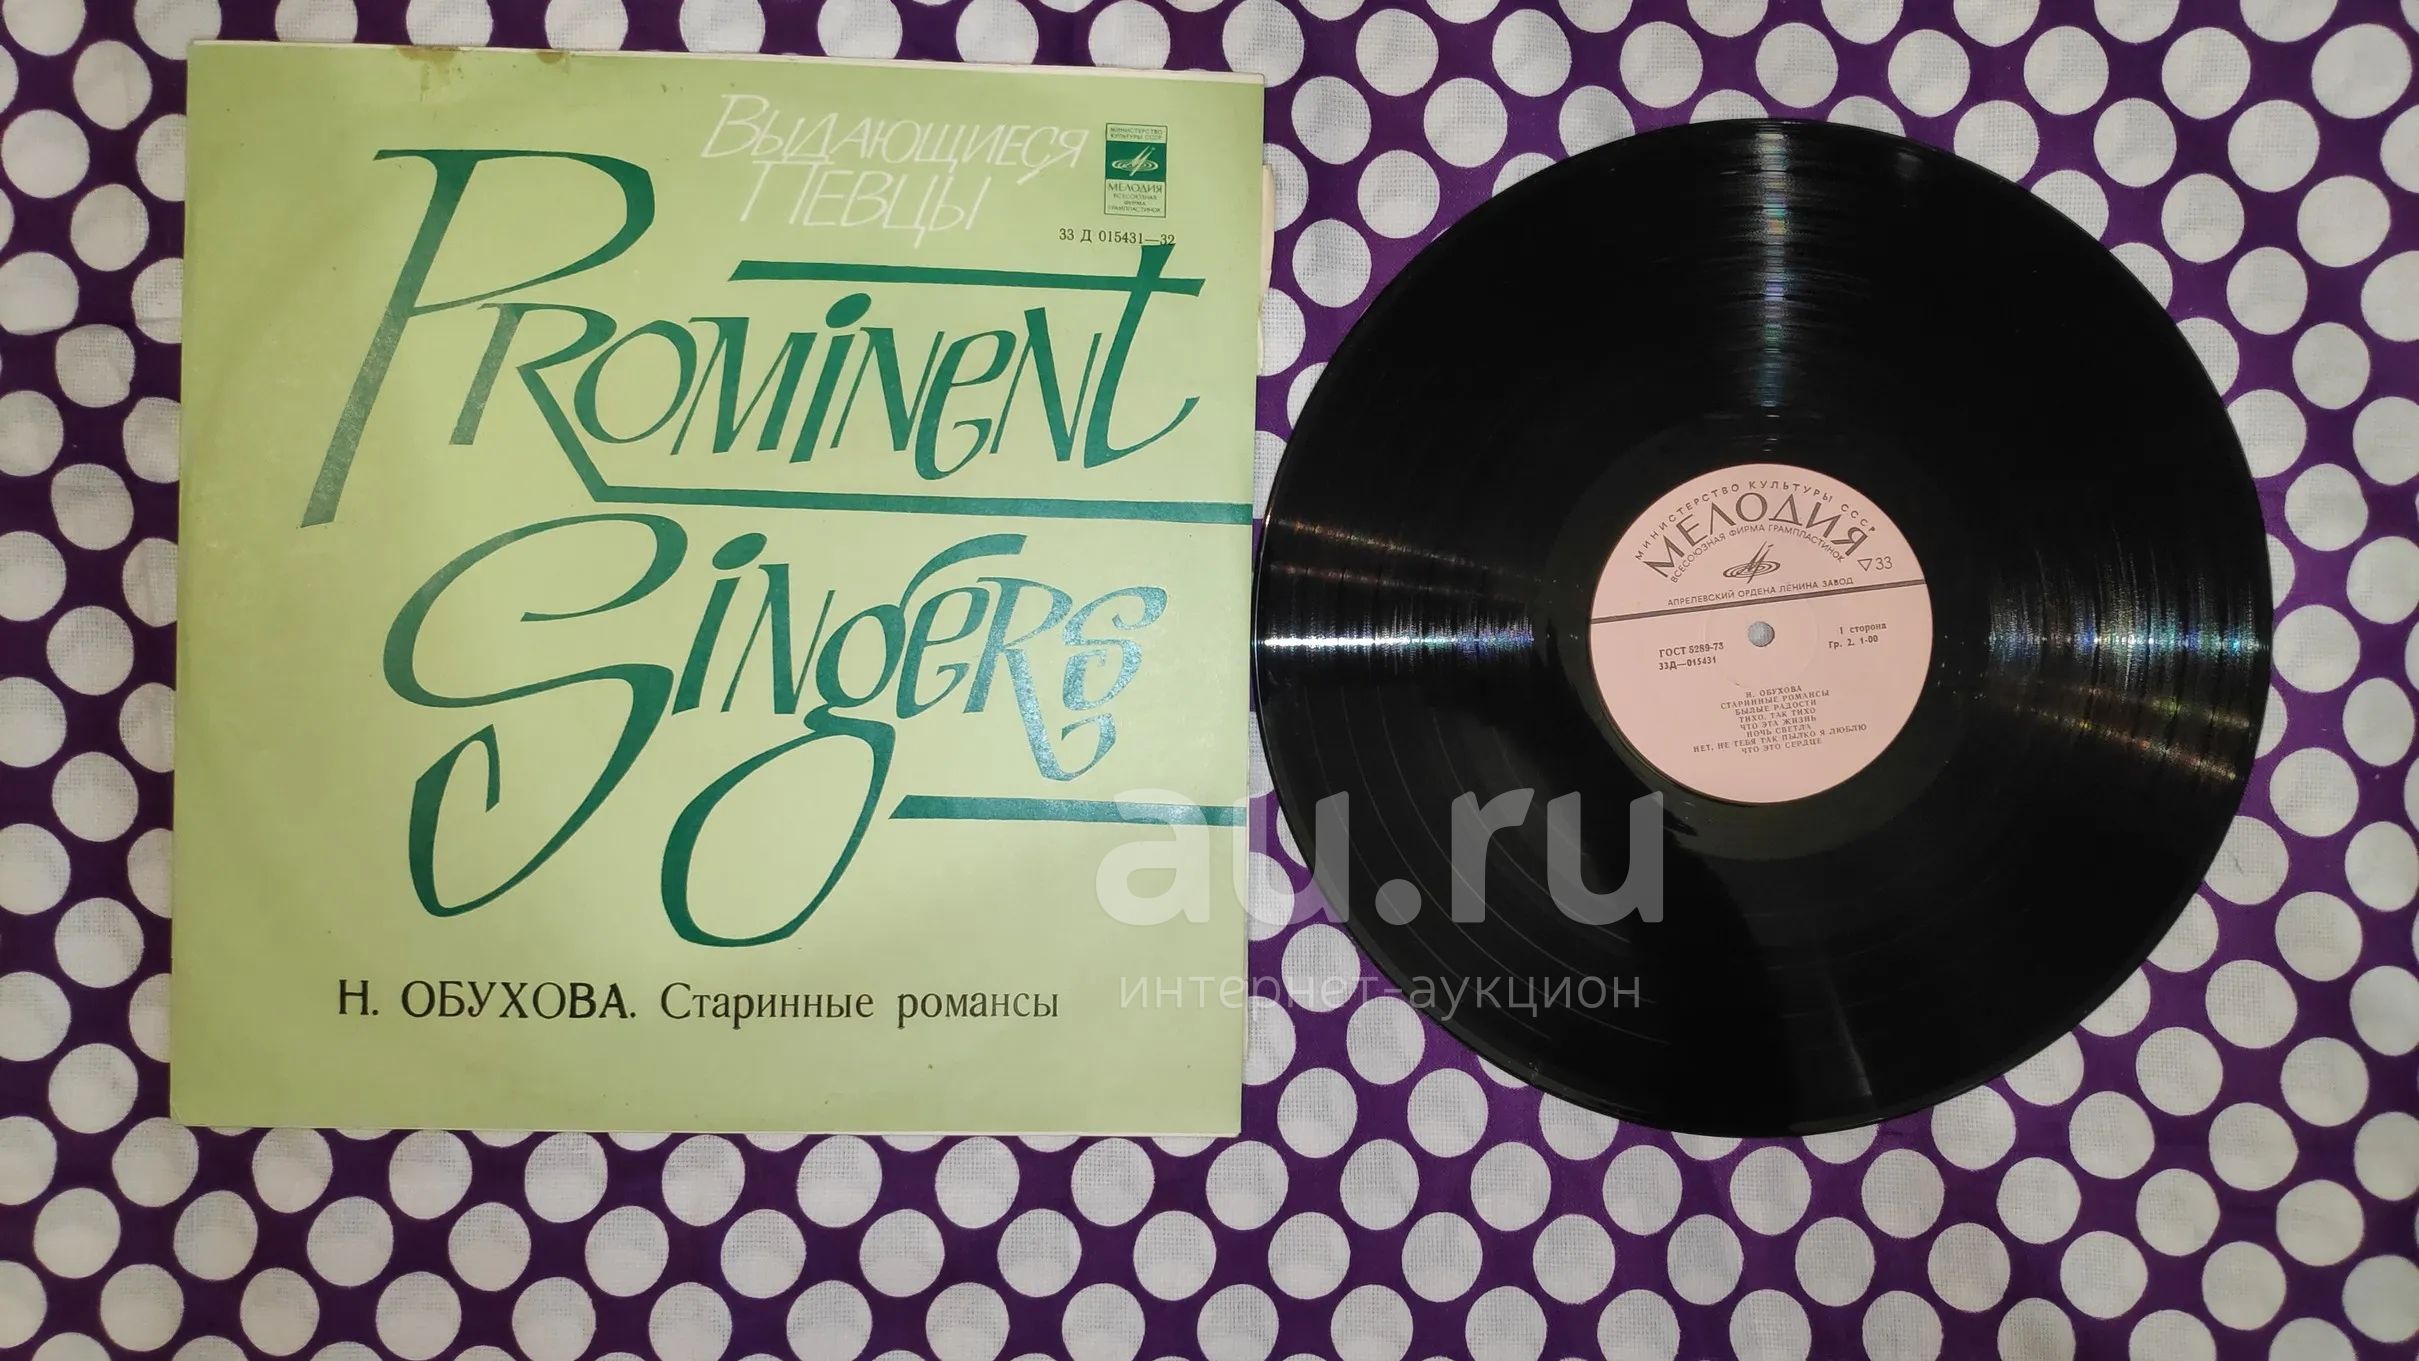 Выдающиеся
Певцы
МИНИСТЕРСТВО
КУЛЬТУРЫ СССР
МЕЛОДИЯ
ВСЕСОЮЗНАЯ
ФИРМА
ГРАМПЛАСТИНОК
33 Д 015431—32
PROMINENT
SINGERS
Н. ОБУХОВА. Старинные романсы
МИНИСТЕРСТВО КУЛЬТУРЫ СССР
МЕЛОДИЯ
ВСЕСОЮЗНАЯ ФИРМА ГРАМПЛАСТИНОК
▽33
АПРЕЛЕВСКИЙ ОРДЕНА ЛЕНИНА ЗАВОД
ГОСТ 5289-73
33Д—015431
1 сторона
Гр. 2. 1-00
Н. ОБУХОВА
СТАРИННЫЕ РОМАНСЫ
БЫЛЫЕ РАДОСТИ
ТИХО, ТАК ТИХО
ЧТО ЭТА ЖИЗНЬ
НОЧЬ СВЕТЛА
НЕТ, НЕ ТЕБЯ ТАК ПЫЛКО Я ЛЮБЛЮ
ЧТО ЭТО СЕРДЦЕ
au.ru
интернет-аукцион